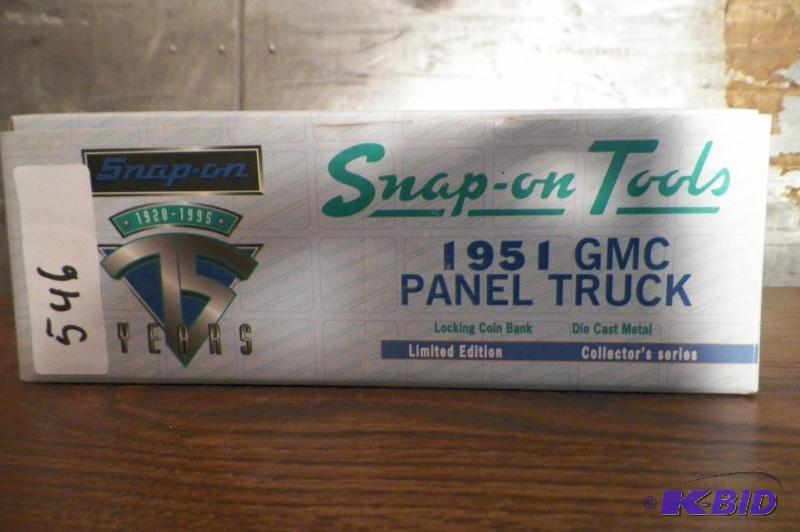 Snap-on
1920-1995
75
YEARS
546
Snap-on Tools
1951 GMC
PANEL TRUCK
Locking Coin Bank Die Cast Metal
Limited Edition Collector's series
© K-BID